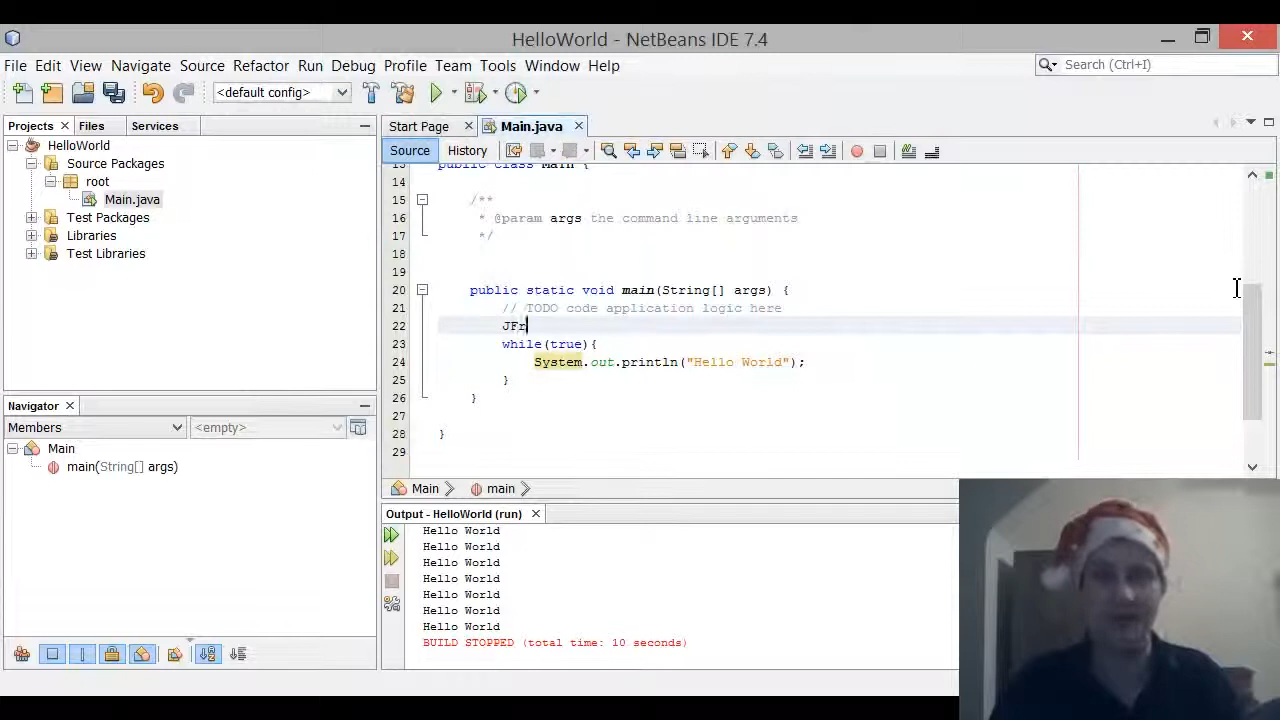 HelloWorld - NetBeans IDE 7.4
File Edit View Navigate Source Refactor Run Debug Profile Team Tools Window Help
Search (Ctrl+I)
<default config>
Projects Files Services
HelloWorld
Source Packages
root
Main.java
Test Packages
Libraries
Test Libraries
Navigator
Members
<empty>
Main
main(String[] args)
Start Page Main.java
Source History
13 public class Main {
14
15 /**
16 * @param args the command line arguments
17 */
18
19
20 public static void main(String[] args) {
21 // TODO code application logic here
22 JFr
23 while(true){
24 System.out.println("Hello World");
25 }
26 }
27
28 }
29
Main main
Output - HelloWorld (run)
Hello World
Hello World
Hello World
Hello World
Hello World
Hello World
Hello World
BUILD STOPPED (total time: 10 seconds)